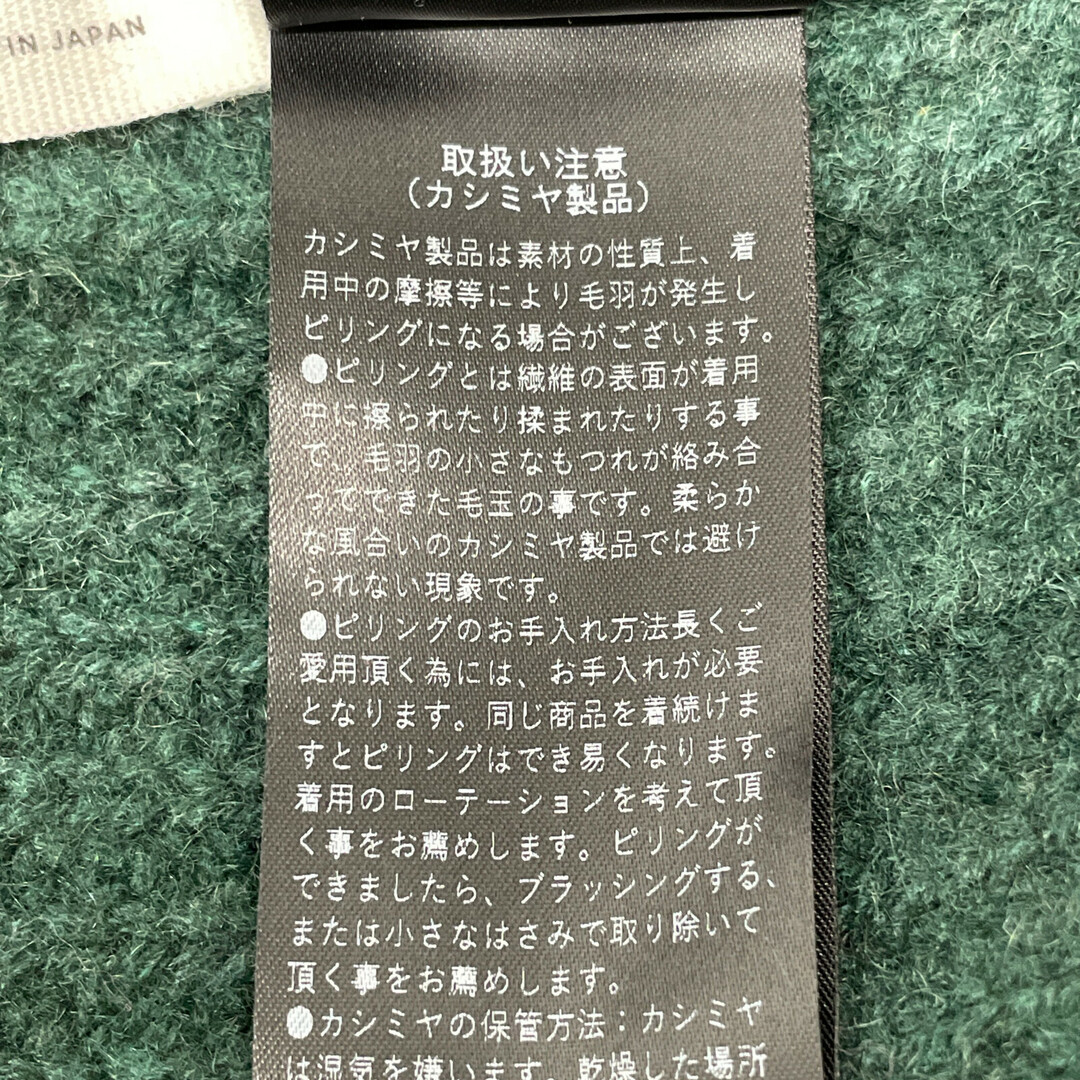 IN JAPAN
取扱い注意
(カシミヤ製品)
カシミヤ製品は素材の性質上、着
用中の摩擦等により毛羽が発生し
ピリングになる場合がございます。
●ピリングとは繊維の表面が着用
中に擦られたり揉まれたりする事
で、毛羽の小さなもつれが絡み合
ってできた毛玉の事です。柔らか
な風合いのカシミヤ製品では避け
られない現象です。
●ピリングのお手入れ方法長くご
愛用頂く為には、お手入れが必要
となります。同じ商品を着続けま
すとピリングはでき易くなります。
着用のローテーションを考えて頂
く事をお薦めします。ピリングが
できましたら、ブラッシングする、
または小さなはさみで取り除いて
頂く事をお薦めします。
●カシミヤの保管方法:カシミヤ
は湿気を嫌います。乾燥した場所